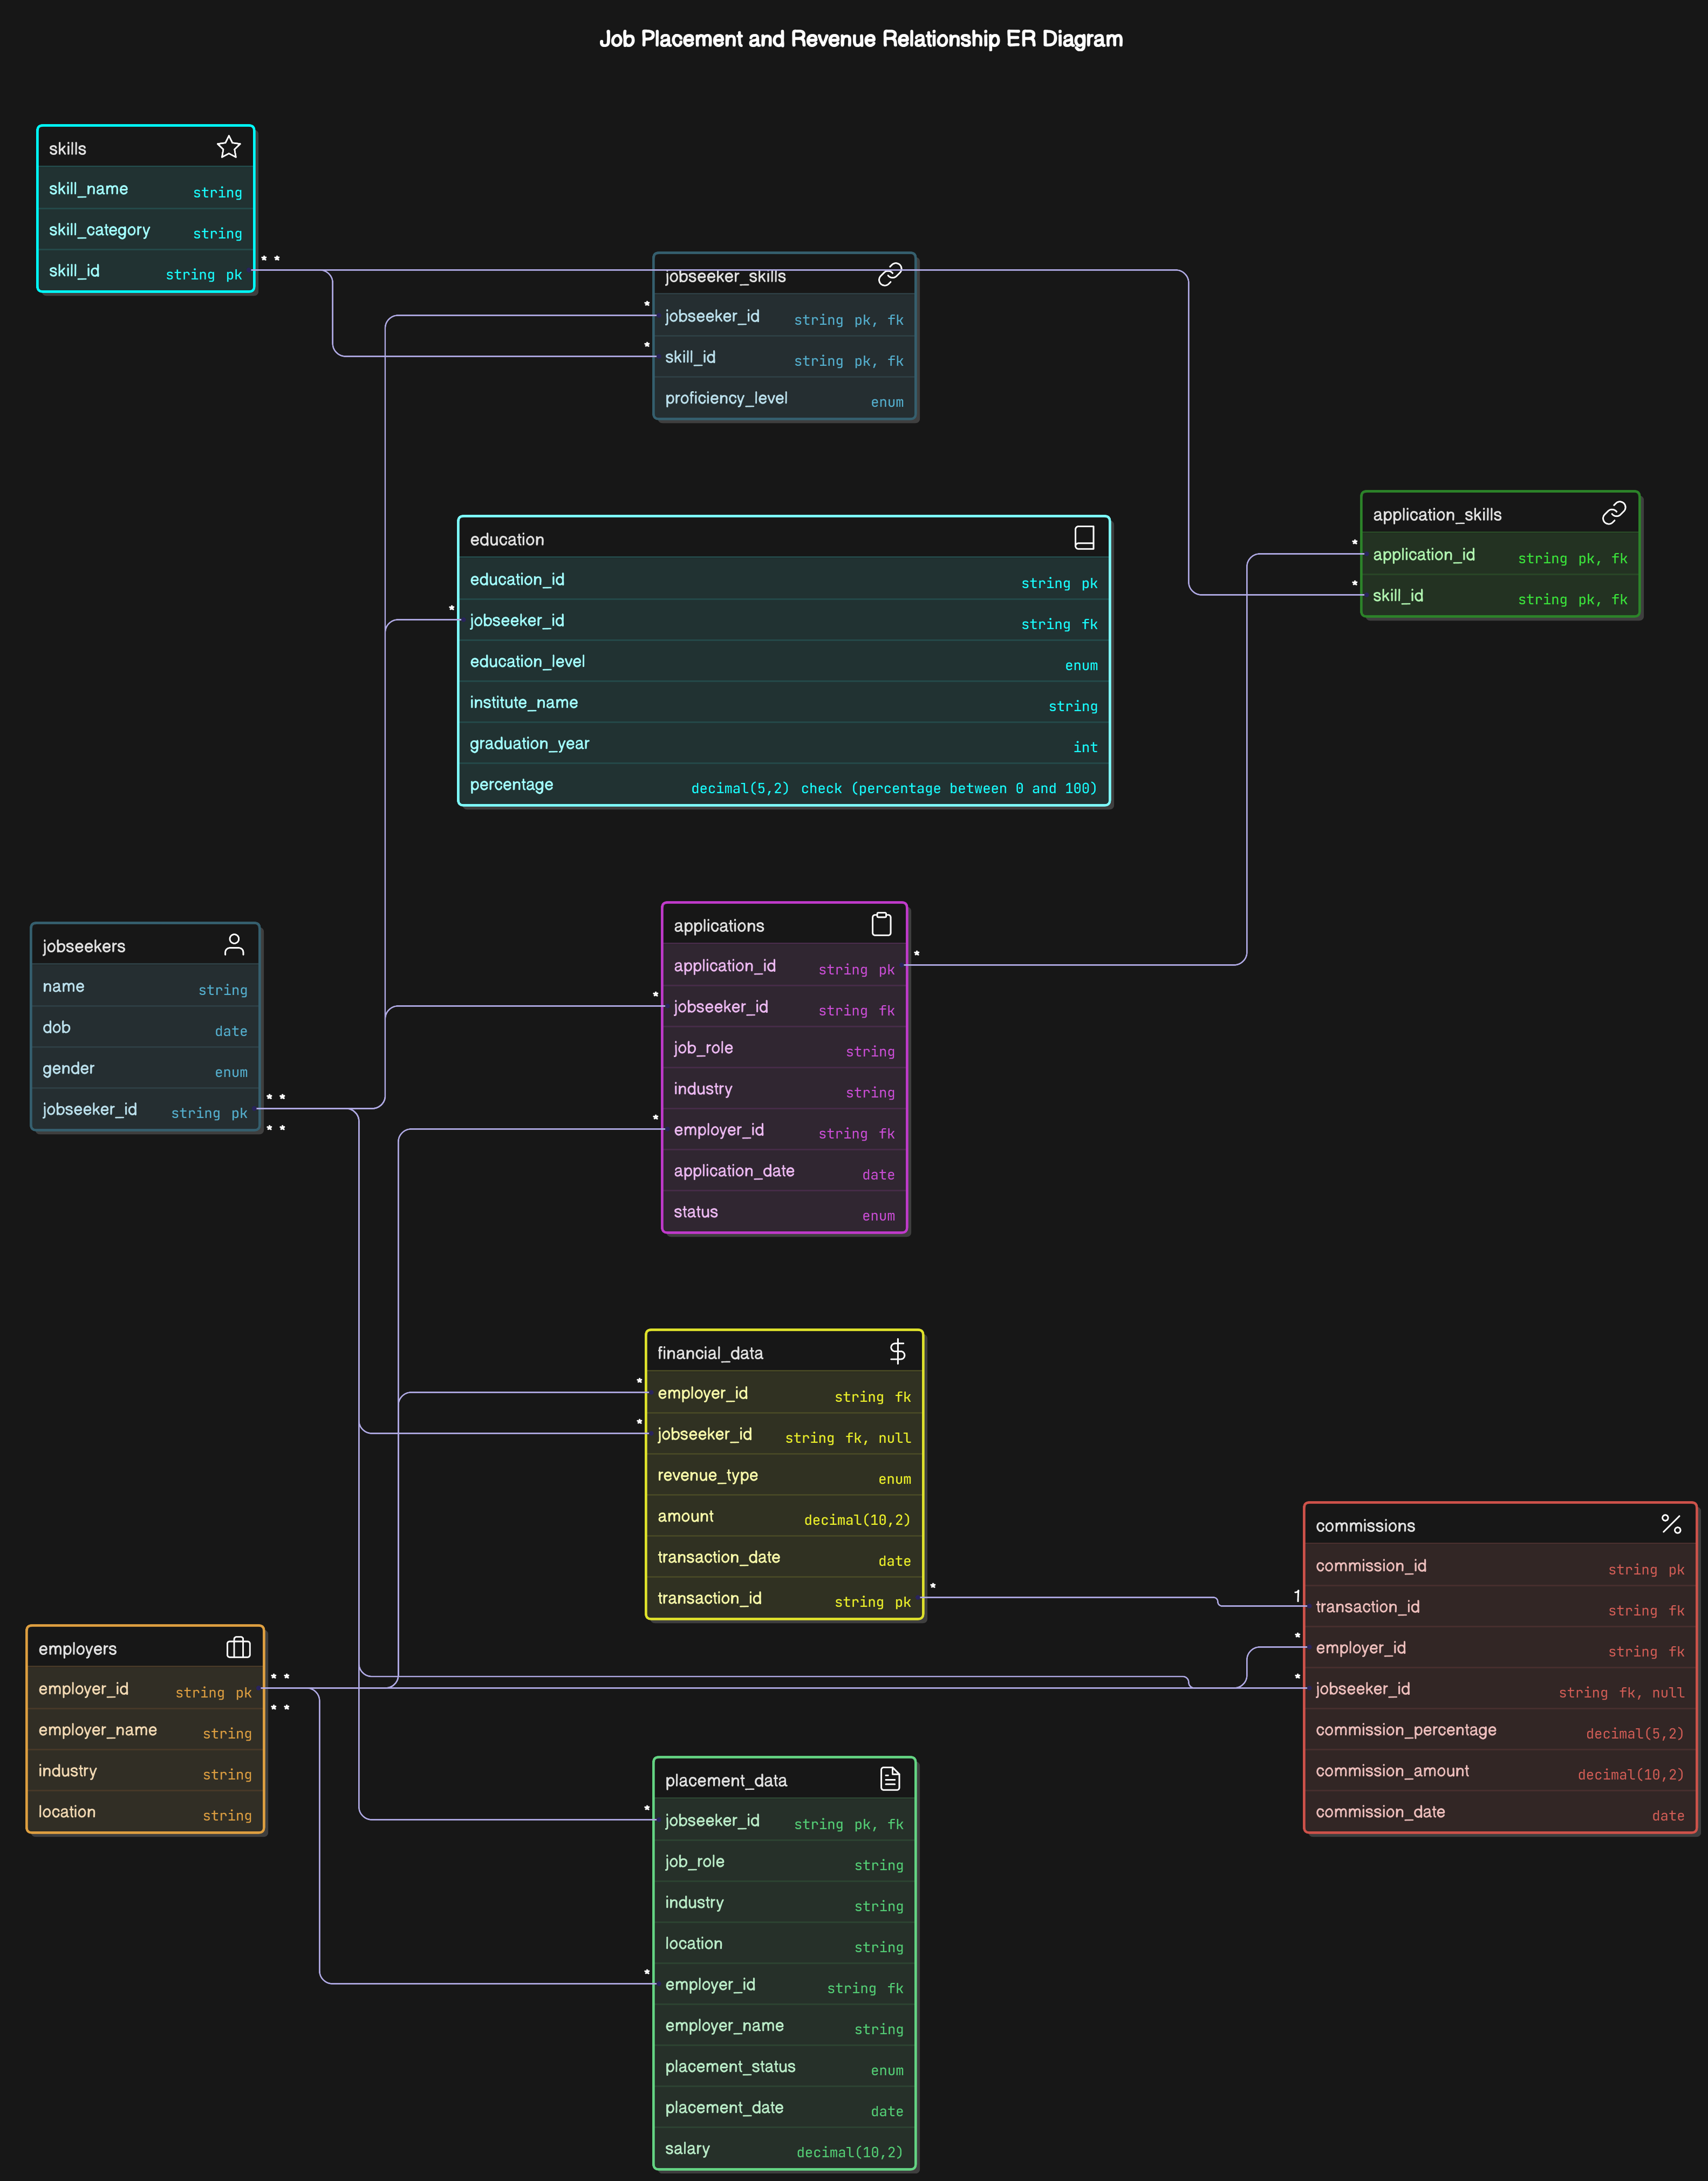 Job Placement and Revenue Relationship ER Diagram
skills
skill_name string
skill_category string
skill_id string pk
* *
jobseeker_skills
* jobseeker_id string pk, fk
* skill_id string pk, fk
proficiency_level enum
application_skills
* application_id string pk, fk
* skill_id string pk, fk
education
education_id string pk
* jobseeker_id string fk
education_level enum
institute_name string
graduation_year int
percentage decimal(5,2) check (percentage between 0 and 100)
jobseekers
name string
dob date
gender enum
jobseeker_id string pk
* *
* *
applications
application_id string pk *
* jobseeker_id string fk
job_role string
industry string
* employer_id string fk
application_date date
status enum
financial_data
* employer_id string fk
* jobseeker_id string fk, null
revenue_type enum
amount decimal(10,2)
transaction_date date
transaction_id string pk *
commissions
commission_id string pk
1 transaction_id string fk
* employer_id string fk
* jobseeker_id string fk, null
commission_percentage decimal(5,2)
commission_amount decimal(10,2)
commission_date date
employers
employer_id string pk
* *
* *
employer_name string
industry string
location string
placement_data
* jobseeker_id string pk, fk
job_role string
industry string
location string
* employer_id string fk
employer_name string
placement_status enum
placement_date date
salary decimal(10,2)